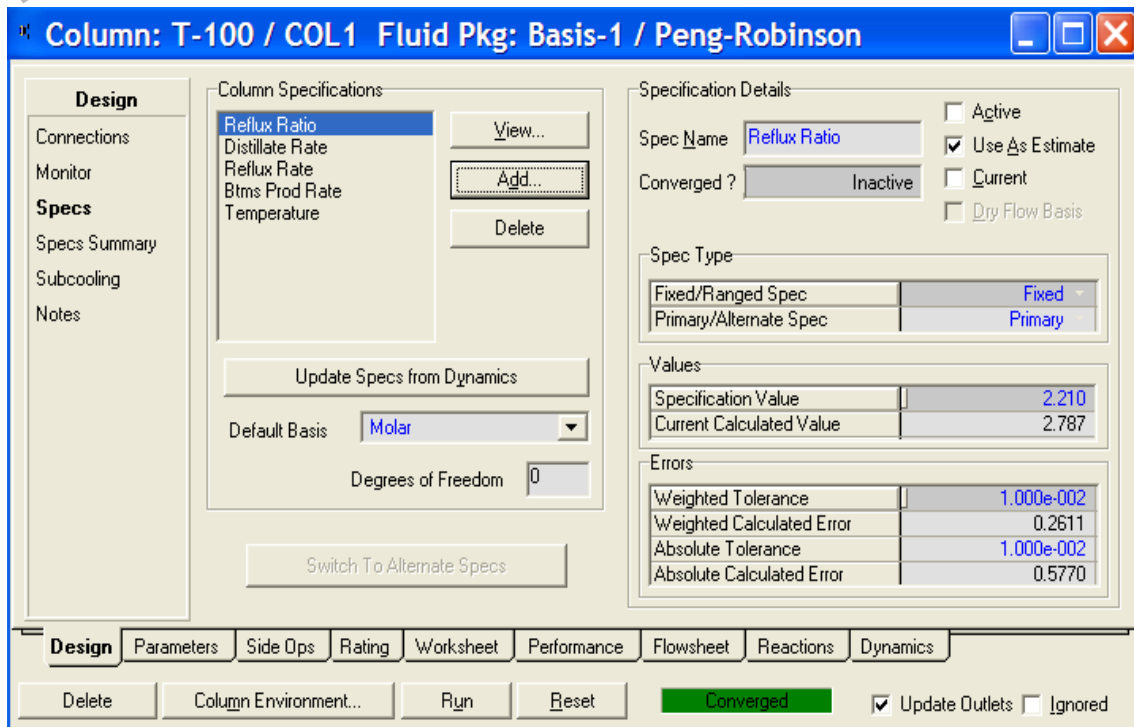 Column: T-100 / COL1 Fluid Pkg: Basis-1 / Peng-Robinson
Design
Connections
Monitor
Specs
Specs Summary
Subcooling
Notes
Column Specifications
Reflux Ratio
Distillate Rate
Reflux Rate
Btms Prod Rate
Temperature
View...
Add...
Delete
Update Specs from Dynamics
Default Basis Molar
Degrees of Freedom 0
Switch To Alternate Specs
Specification Details
Spec Name Reflux Ratio
Converged ? Inactive
Active
Use As Estimate
Current
Dry Flow Basis
Spec Type
Fixed/Ranged Spec Fixed
Primary/Alternate Spec Primary
Values
Specification Value 2.210
Current Calculated Value 2.787
Errors
Weighted Tolerance 1.000e-002
Weighted Calculated Error 0.2611
Absolute Tolerance 1.000e-002
Absolute Calculated Error 0.5770
Design Parameters Side Ops Rating Worksheet Performance Flowsheet Reactions Dynamics
Delete Column Environment... Run Reset Converged Update Outlets Ignored